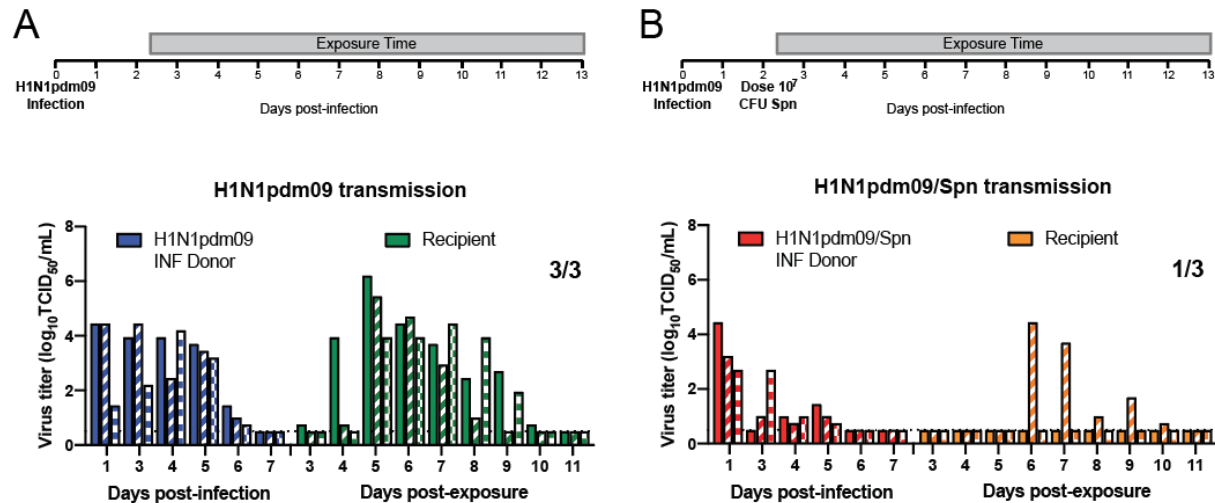 A
Exposure Time
0 1 2 3 4 5 6 7 8 9 10 11 12 13
H1N1pdm09
Infection
Days post-infection
H1N1pdm09 transmission
Virus titer (log10TCID50/mL)
8
6
4
2
0
H1N1pdm09
INF Donor
Recipient
3/3
1 3 4 5 6 7 3 4 5 6 7 8 9 10 11
Days post-infection Days post-exposure
B
Exposure Time
0 1 2 3 4 5 6 7 8 9 10 11 12 13
H1N1pdm09
Infection
Dose 10^7
CFU Spn
Days post-infection
H1N1pdm09/Spn transmission
Virus titer (log10TCID50/mL)
8
6
4
2
0
H1N1pdm09/Spn
INF Donor
Recipient
1/3
1 3 4 5 6 7 3 4 5 6 7 8 9 10 11
Days post-infection Days post-exposure